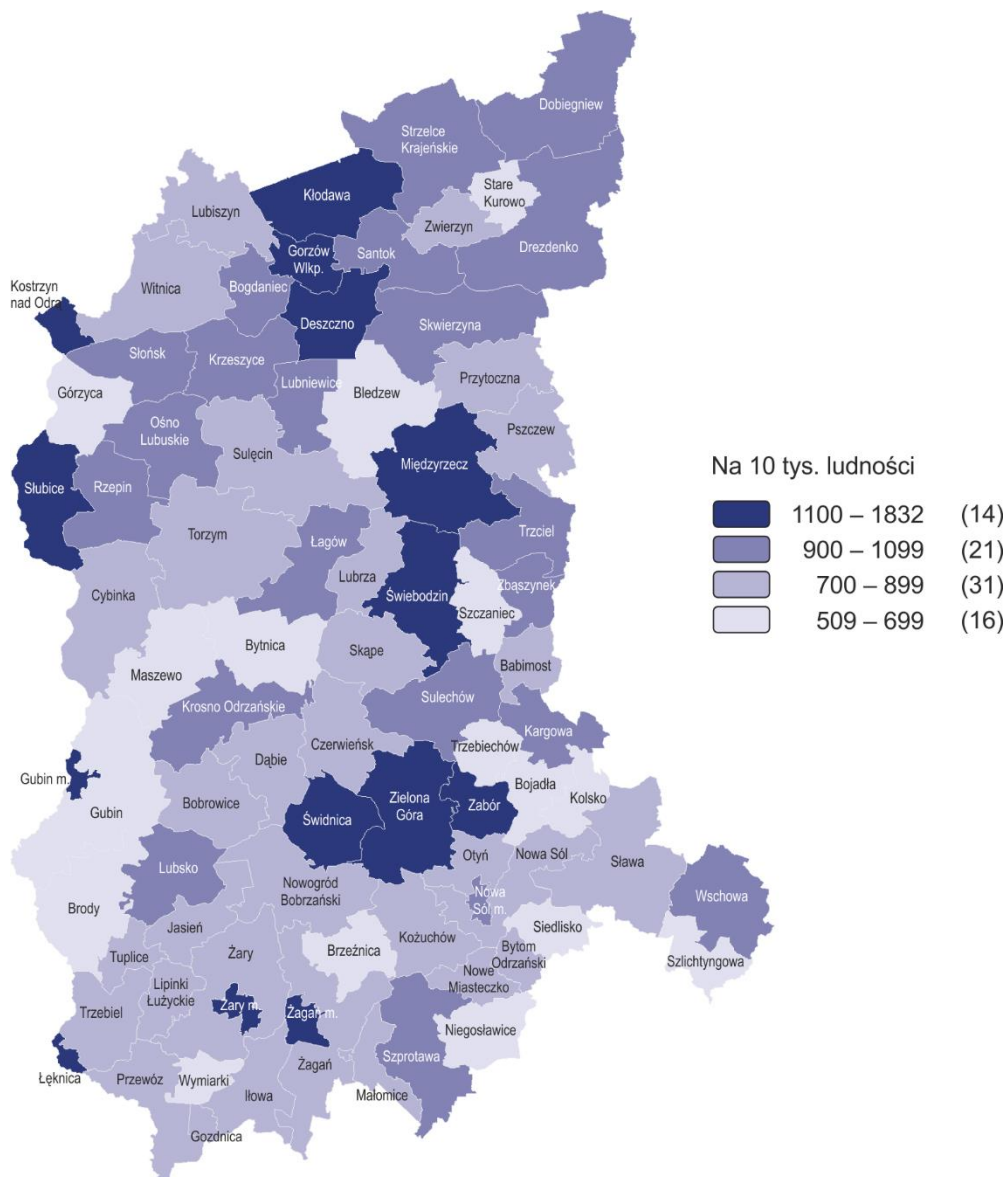 Dobiegniew
Strzelce
Krajeńskie
Stare
Kurowo
Kłodawa
Lubiszyn
Zwierzyn
Drezdenko
Gorzów
Wlkp.
Santok
Kostrzyn
nad Odrą
Witnica
Bogdaniec
Deszczno
Skwierzyna
Słońsk
Krzeszyce
Lubniewice
Przytoczna
Górzyca
Bledzew
Ośno
Lubuskie
Sulęcin
Pszczew
Międzyrzecz
Słubice
Rzepin
Torzym
Łagów
Trzciel
Lubrza
Zbąszynek
Cybinka
Świebodzin
Szczaniec
Bytnica
Skąpe
Babimost
Maszewo
Sulechów
Krosno Odrzańskie
Kargowa
Czerwieńsk
Trzebiechów
Dąbie
Gubin m.
Bojadła
Kolsko
Gubin
Bobrowice
Świdnica
Zielona
Góra
Zabór
Lubsko
Otyń
Nowa Sól
Sława
Nowogród
Bobrzański
Nowa
Sól m.
Wschowa
Brody
Jasień
Żary
Brzeźnica
Kożuchów
Siedlisko
Tuplice
Bytom
Odrzański
Szlichtyngowa
Lipinki
Łużyckie
Nowe
Miasteczko
Trzebiel
Żary m.
Żagań m.
Niegosławice
Szprotawa
Łęknica
Przewóz
Wymiarki
Żagań
Iłowa
Małomice
Gozdnica
Na 10 tys. ludności
1100 – 1832 (14)
900 – 1099 (21)
700 – 899 (31)
509 – 699 (16)